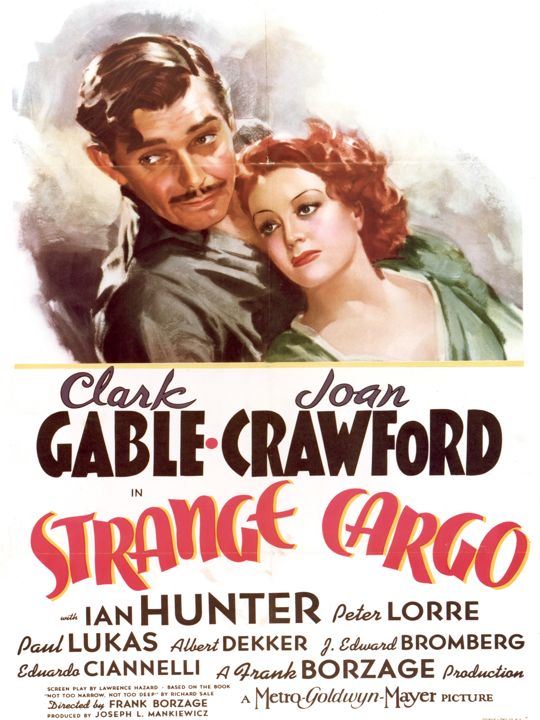 Clark Joan
GABLE·CRAWFORD
IN
STRANGE CARGO
with IAN HUNTER Peter LORRE
Paul LUKAS Albert DEKKER J. Edward BROMBERG
Eduardo CIANNELLI A Frank BORZAGE Production
SCREEN PLAY BY LAWRENCE HAZARD - BASED ON THE BOOK
"NOT TOO NARROW, NOT TOO DEEP" BY RICHARD SALE
Directed by FRANK BORZAGE
PRODUCED BY JOSEPH L. MANKIEWICZ
A Metro-Goldwyn-Mayer PICTURE